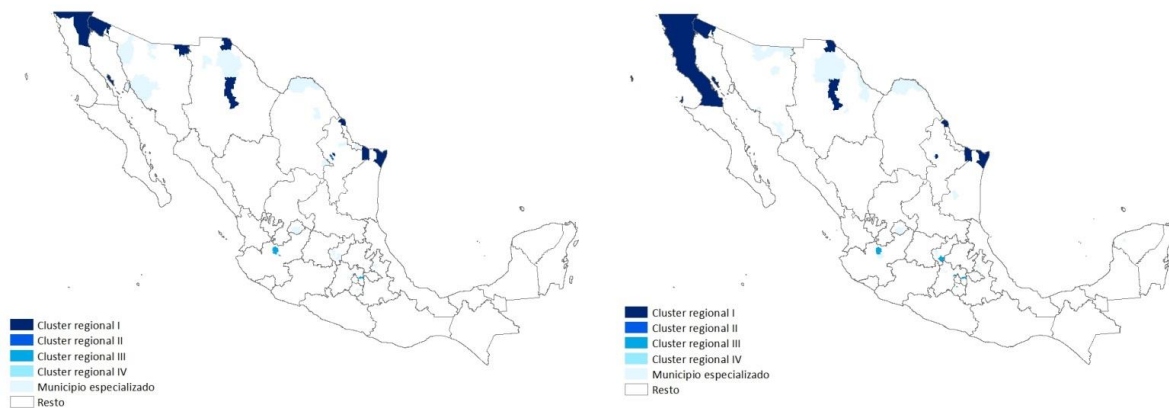 Cluster regional I
Cluster regional II
Cluster regional III
Cluster regional IV
Municipio especializado
Resto
Cluster regional I
Cluster regional II
Cluster regional III
Cluster regional IV
Municipio especializado
Resto